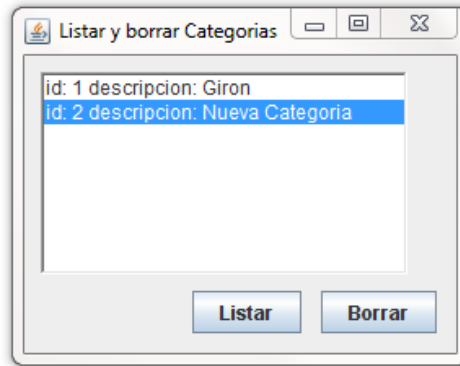 Listar y borrar Categorias
id: 1 descripcion: Giron
id: 2 descripcion: Nueva Categoria
Listar Borrar